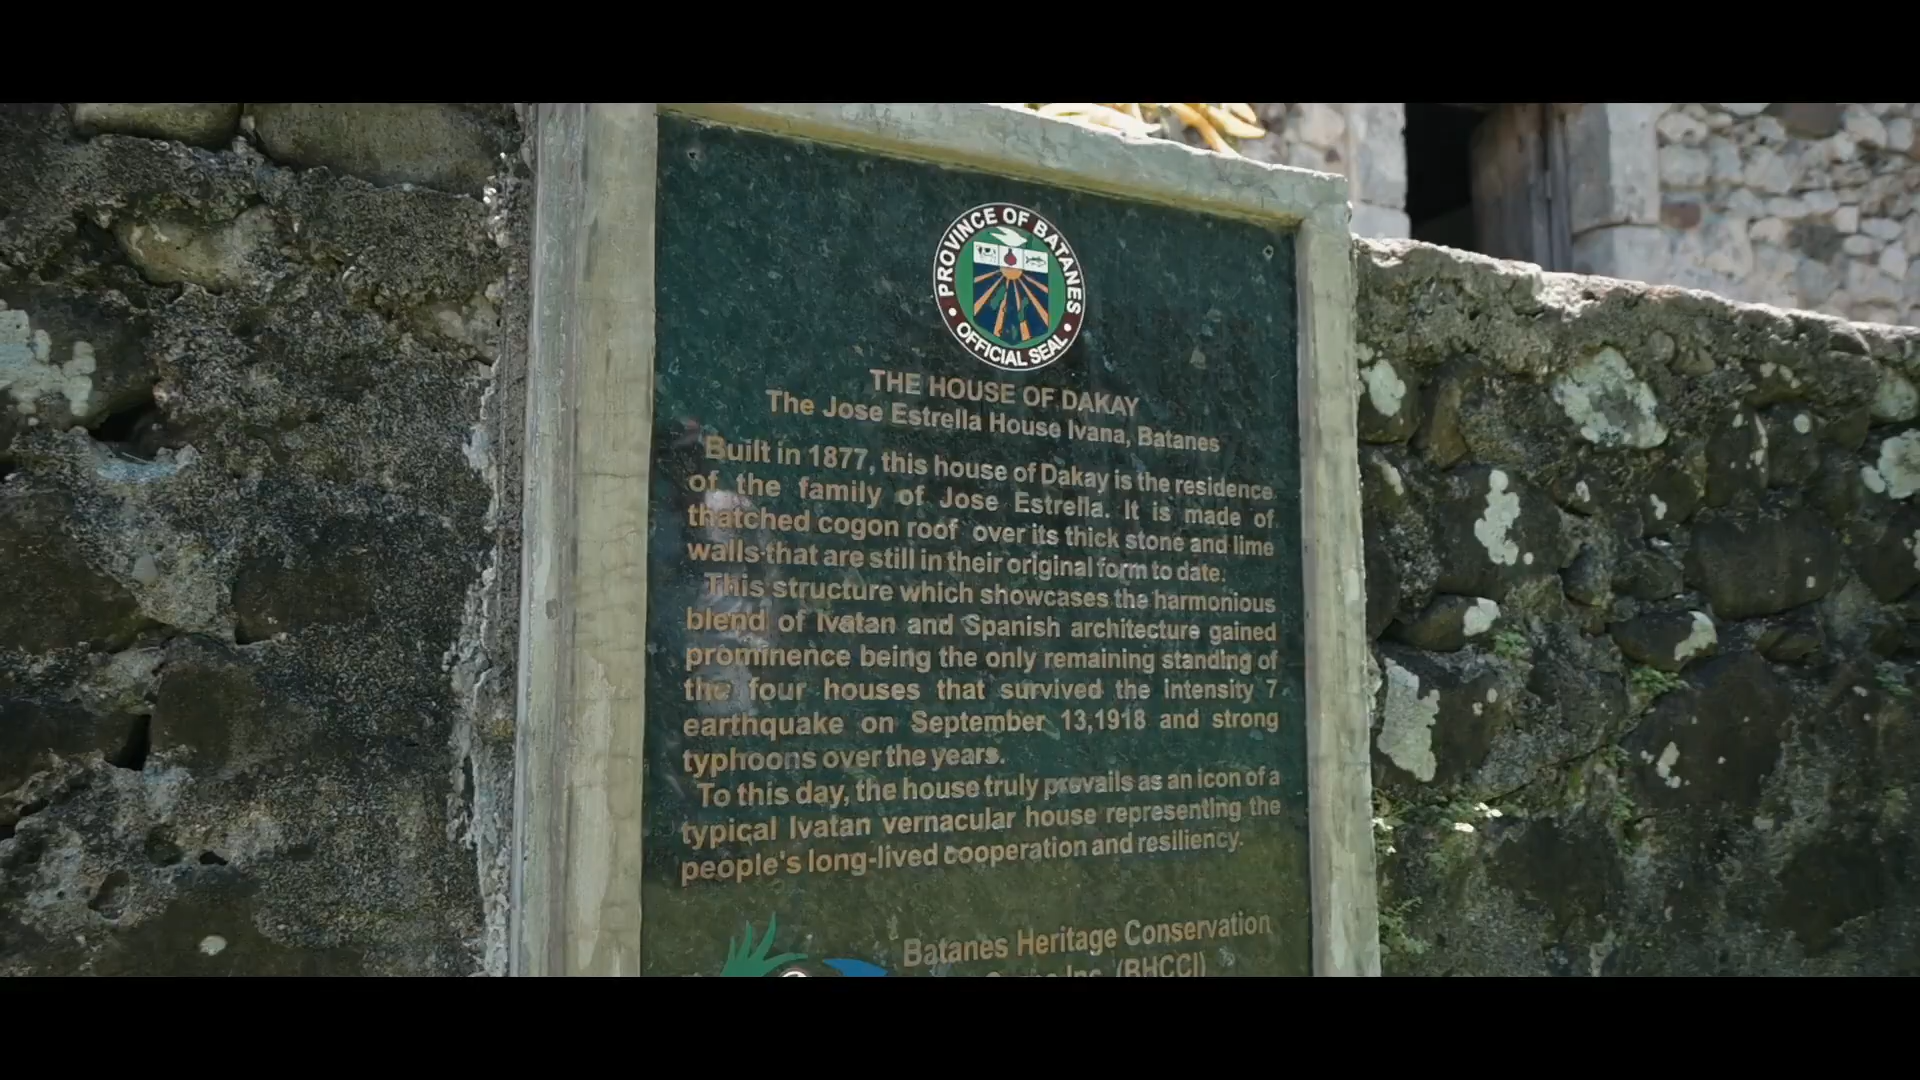 PROVINCE OF BATANES
OFFICIAL SEAL
THE HOUSE OF DAKAY
The Jose Estrella House Ivana, Batanes
Built in 1877, this house of Dakay is the residence
of the family of Jose Estrella. It is made of
thatched cogon roof over its thick stone and lime
walls that are still in their original form to date.
This structure which showcases the harmonious
blend of Ivatan and Spanish architecture gained
prominence being the only remaining standing of
the four houses that survived the intensity 7
earthquake on September 13,1918 and strong
typhoons over the years.
To this day, the house truly prevails as an icon of a
typical Ivatan vernacular house representing the
people's long-lived cooperation and resiliency.
Batanes Heritage Conservation
Inc. (BHCCI)